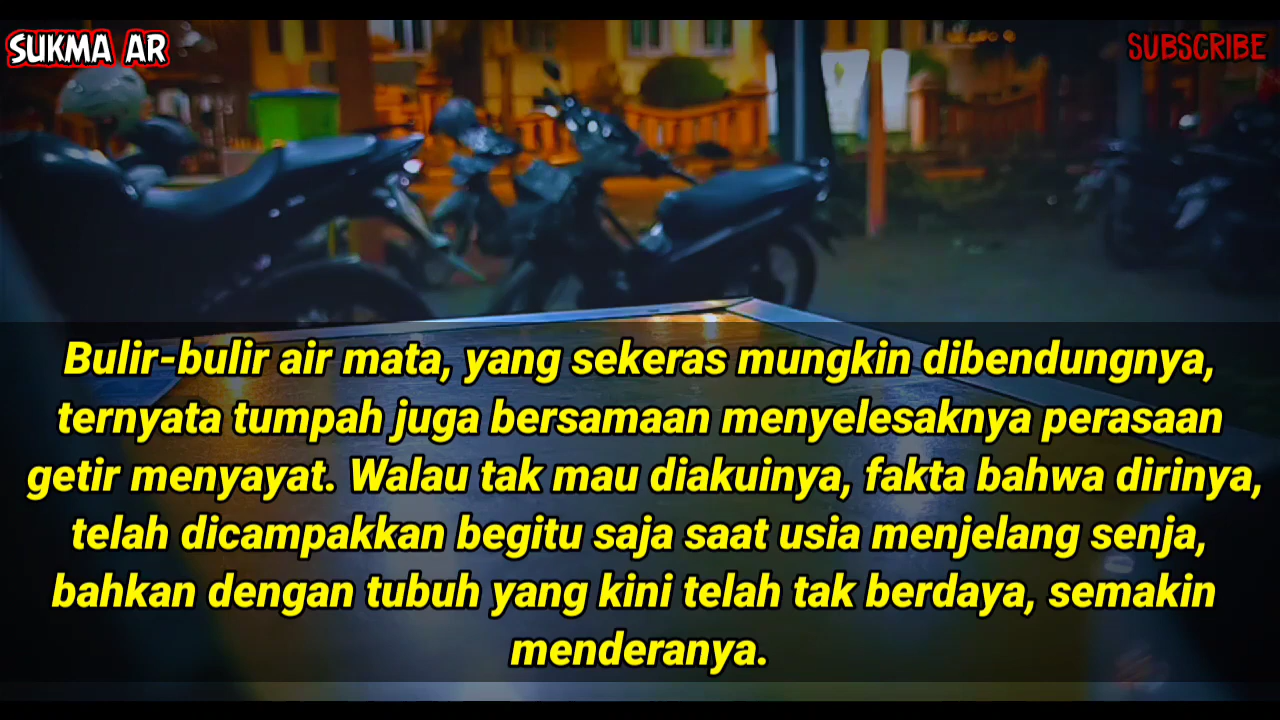 SUKMA AR
SUBSCRIBE
Bulir-bulir air mata, yang sekeras mungkin dibendungnya,
ternyata tumpah juga bersamaan menyelesaknya perasaan
getir menyayat. Walau tak mau diakuinya, fakta bahwa dirinya,
telah dicampakkan begitu saja saat usia menjelang senja,
bahkan dengan tubuh yang kini telah tak berdaya, semakin
menderanya.